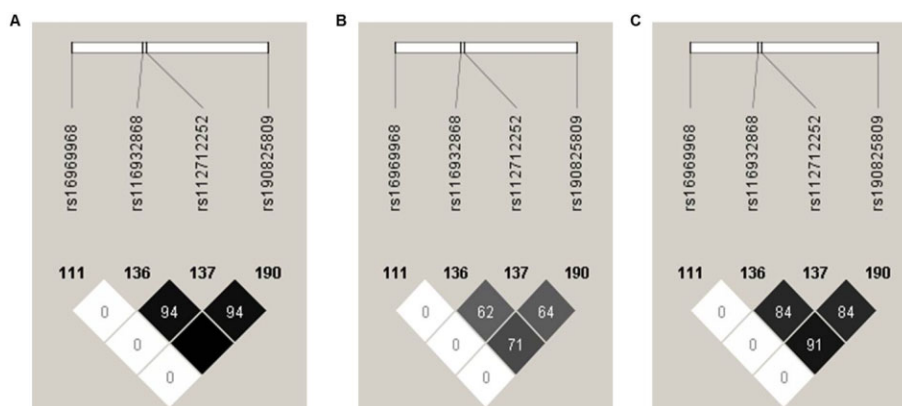 A
B
C
rs16969968
rs116932868
rs112712252
rs190825809
rs16969968
rs116932868
rs112712252
rs190825809
rs16969968
rs116932868
rs112712252
rs190825809
111 136 137 190
111 136 137 190
111 136 137 190
0 94 94
0
0
0 62 64
0 71
0
0 84 84
0 91
0